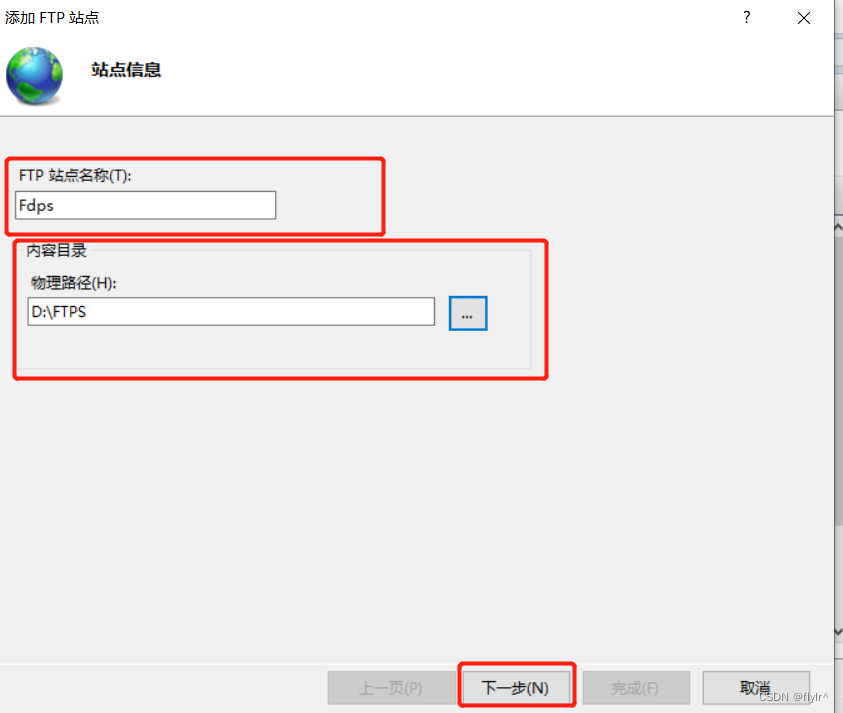 添加 FTP 站点
?
站点信息
FTP 站点名称(T):
Fdps
内容目录
物理路径(H):
D:\FTPS
...
上一页(P) 下一步(N) 完成(F) 取消
CSDN @flylr^